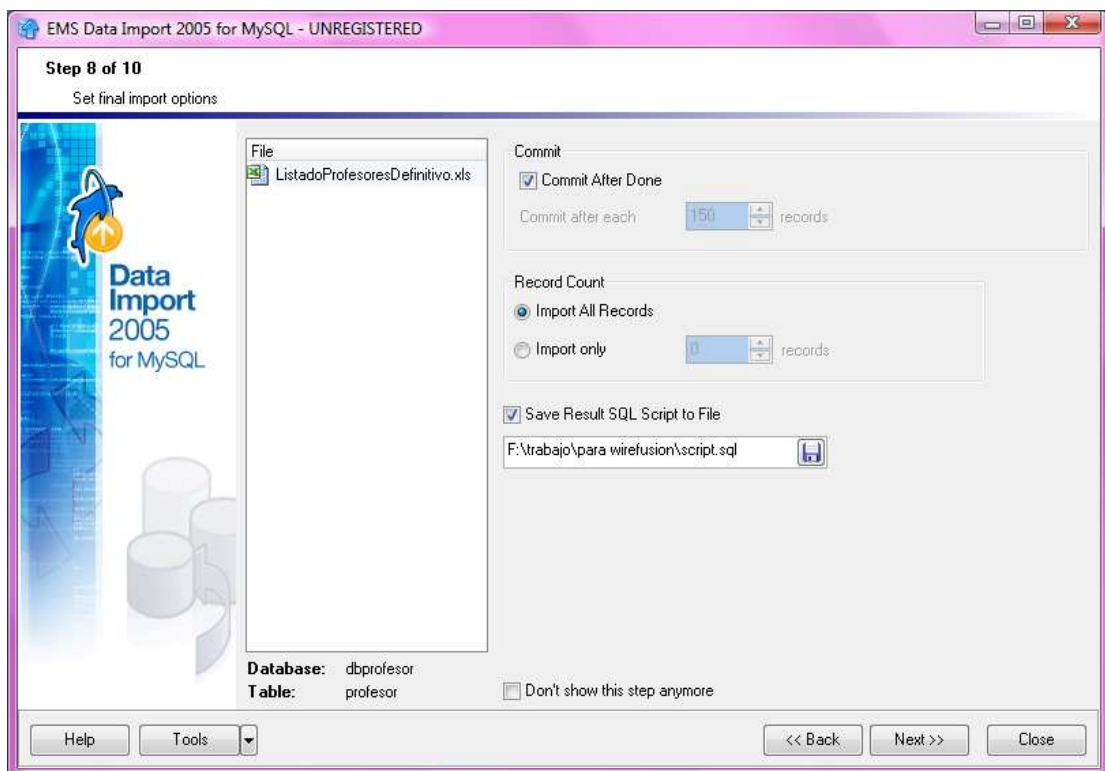 EMS Data Import 2005 for MySQL - UNREGISTERED
Step 8 of 10
Set final import options
Data
Import
2005
for MySQL
File
ListadoProfesoresDefinitivo.xls
Database: dbprofesor
Table: profesor
Commit
Commit After Done
Commit after each 150 records
Record Count
Import All Records
Import only 0 records
Save Result SQL Script to File
F:\trabajo\para wirefusion\script.sql
Don't show this step anymore
Help Tools << Back Next >> Close